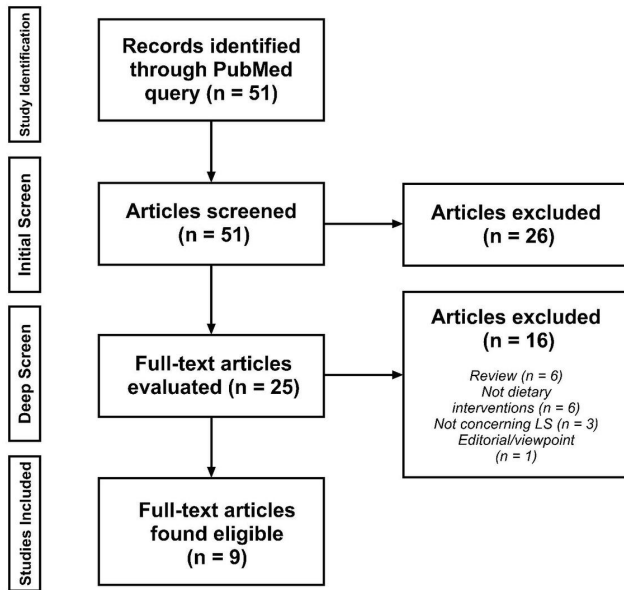 Study Identification
Records identified
through PubMed
query (n = 51)
Initial Screen
Articles screened
(n = 51)
Articles excluded
(n = 26)
Deep Screen
Full-text articles
evaluated (n = 25)
Articles excluded
(n = 16)
Review (n = 6)
Not dietary
interventions (n = 6)
Not concerning LS (n = 3)
Editorial/viewpoint
(n = 1)
Studies Included
Full-text articles
found eligible
(n = 9)